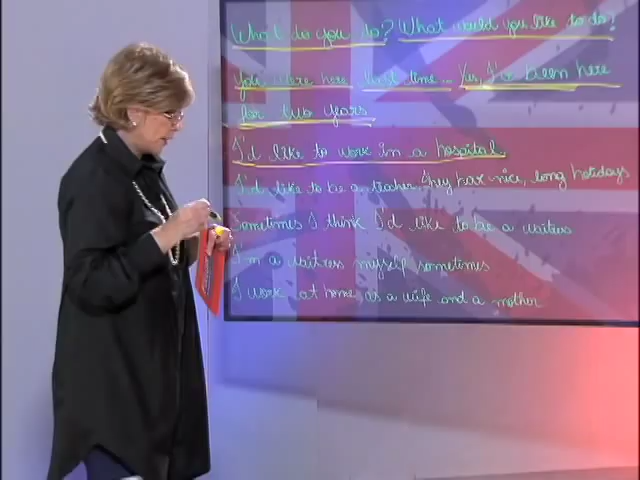 What do you do? What would you like to do?
You were here last time... Yes, I've been here
for two years
I'd like to work in a hospital.
I'd like to be a teacher, they have nice, long holidays
Sometimes I think I'd like to be a waitress
I'm a waitress myself sometimes
I work at home, as a wife and a mother